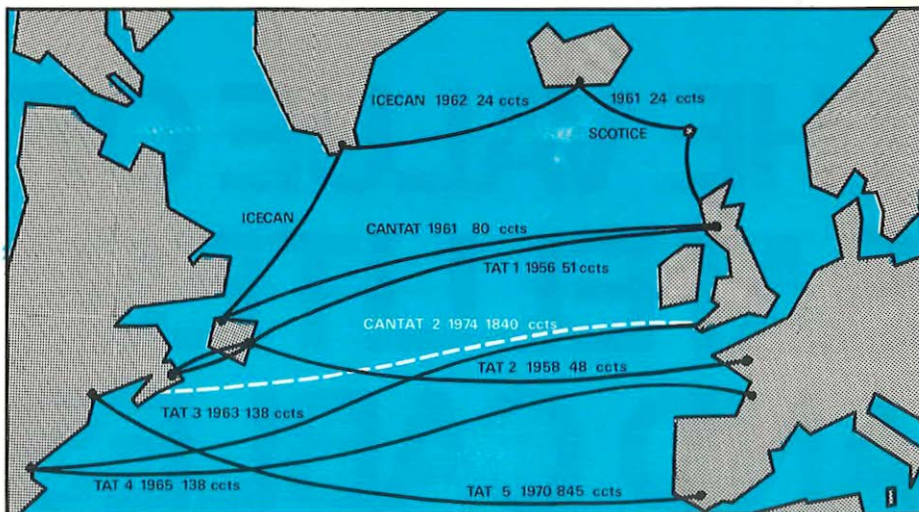 ICECAN 1962 24 ccts
1961 24 ccts
SCOTICE
ICECAN
CANTAT 1961 80 ccts
TAT 1 1956 51 ccts
CANTAT 2 1974 1840 ccts
TAT 2 1958 48 ccts
TAT 3 1963 138 ccts
TAT 4 1965 138 ccts
TAT 5 1970 845 ccts